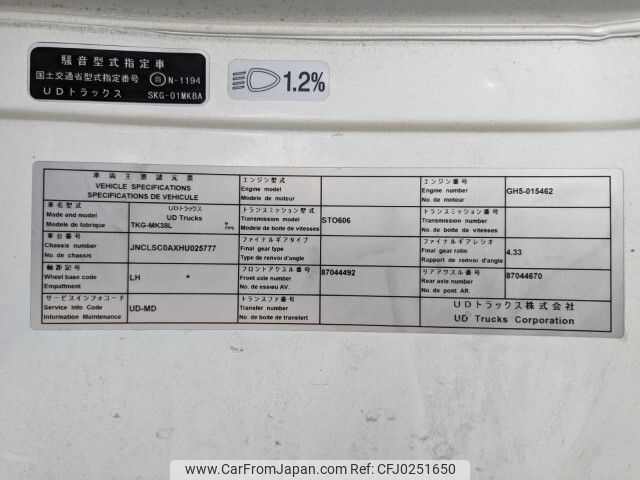 騒音型式指定車
国土交通省型式指定番号 自 N-1194
UDトラックス SKG-01MK8A
1.2%
車両主要諸元票
VEHICLE SPECIFICATIONS
SPECIFICATIONS DE VEHICULE
エンジン型式
Engine model
Modele de moteur
エンジン番号
Engine number
No. de moteur
GH5-015462
車名型式
Made and model
Modele de fabrique
UDトラックス
UD Trucks
TKG-MK38L
トランスミッション型式
Transmission model
Modele de boite de vitesses
STO606
トランスミッション番号
Transmission number
No. de boite de vitesses
車台番号
Chassis number
No. de chassis
JNCLSC0AXHU025777
ファイナルギアタイプ
Final gear type
Type de renvoi d'angle
ファイナルギアレシオ
Final gear ratio
Rapport de renvoi d'angle
4.33
軸距記号
Wheel base code
Empattment
LH *
フロントアクスル番号
Front axle number
No. de essieu AV.
87044492
リアアクスル番号
Rear axle number
No. de pont AR.
87044670
サービスインフォコード
Service Info Code
Information Maintenance
UD-MD
トランスファ番号
Transfer number
No. de boite de transfert
UDトラックス株式会社
UD Trucks Corporation
car from CarFromJapan.com - Ref.No CFJ0251650